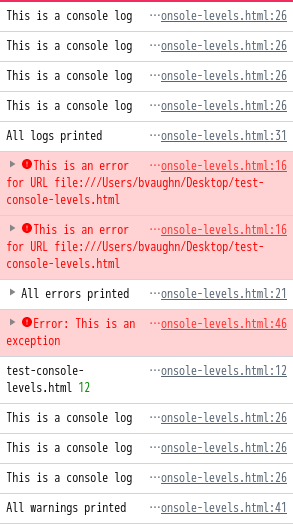 This is a console log …onsole-levels.html:26
This is a console log …onsole-levels.html:26
This is a console log …onsole-levels.html:26
This is a console log …onsole-levels.html:26
All logs printed …onsole-levels.html:31
This is an error …onsole-levels.html:16
for URL file:///Users/bvaughn/Desktop/test-
console-levels.html
This is an error …onsole-levels.html:16
for URL file:///Users/bvaughn/Desktop/test-
console-levels.html
All errors printed …onsole-levels.html:21
Error: This is an …onsole-levels.html:46
exception
test-console- …onsole-levels.html:12
levels.html 12
This is a console log …onsole-levels.html:26
This is a console log …onsole-levels.html:26
This is a console log …onsole-levels.html:26
All warnings printed …onsole-levels.html:41